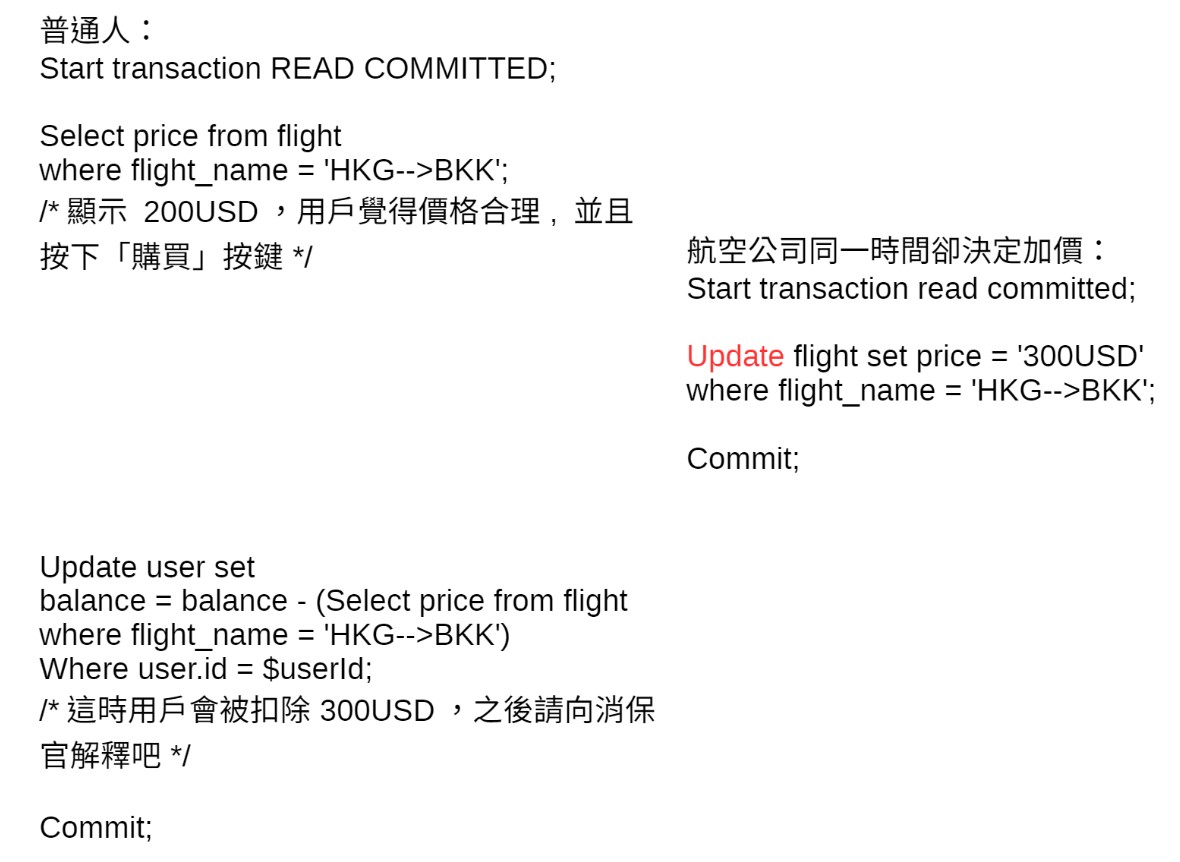 普通人：
Start transaction READ COMMITTED;
Select price from flight
where flight_name = 'HKG-->BKK';
/* 顯示  200USD ，用戶覺得價格合理 ,  並且
按下「購買」按鍵 */
航空公司同一時間卻決定加價：
Start transaction read committed;
Update flight set price = '300USD'
where flight_name = 'HKG-->BKK';
Commit;
Update user set
balance = balance - (Select price from flight
where flight_name = 'HKG-->BKK')
Where user.id = $userId;
/* 這時用戶會被扣除 300USD ，之後請向消保
官解釋吧 */
Commit;